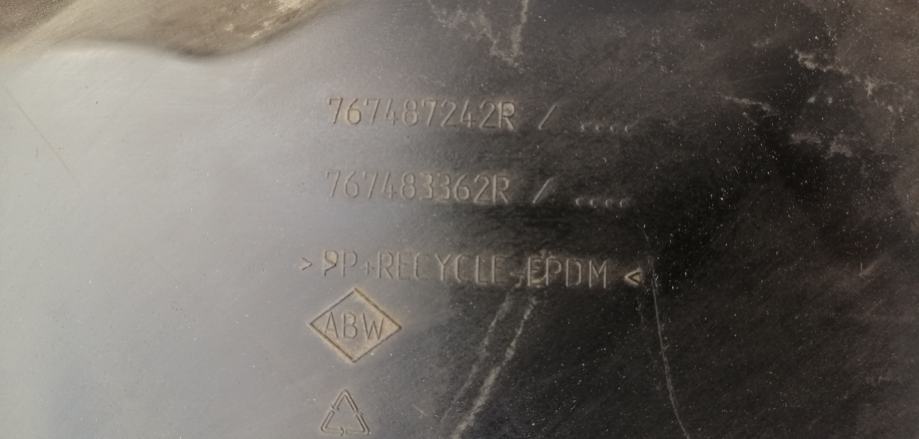 767487242R / ....
767483362R / ....
>PP+RECYCLE+EPDM<
ABW